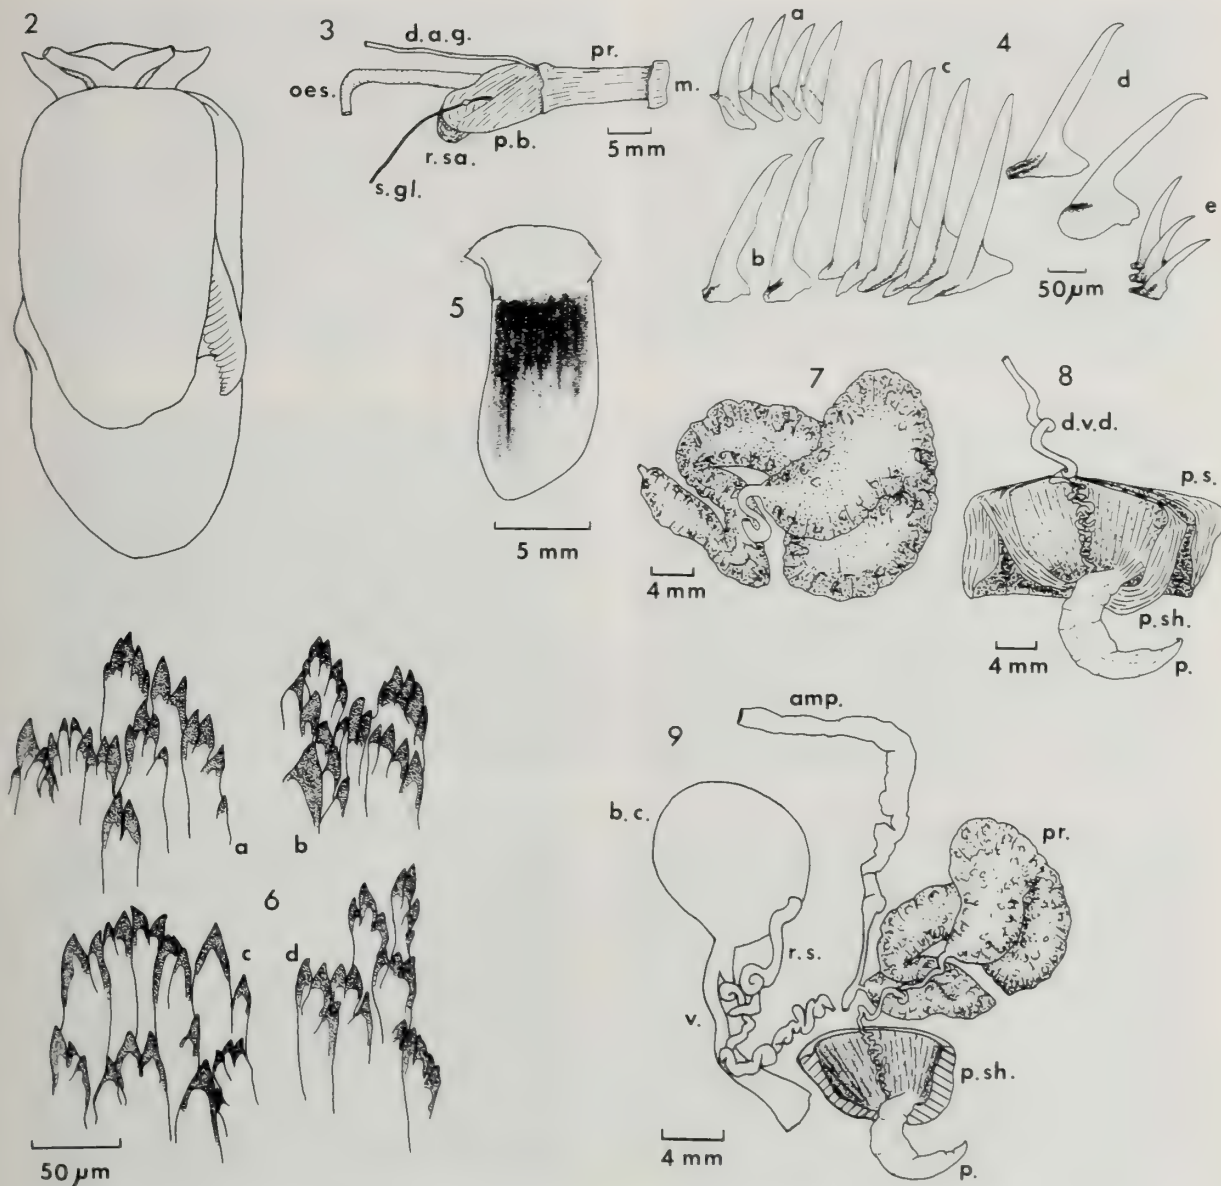 2
3
d.a.g.
pr.
oes.
m.
p.b.
r.sa.
s.gl.
5 mm
4
a
b
c
d
e
50 µm
5
5 mm
7
4 mm
8
d.v.d.
p.s.
p.sh.
p.
4 mm
6
a
b
c
d
50 µm
9
amp.
b.c.
pr.
r.s.
v.
p.sh.
p.
4 mm